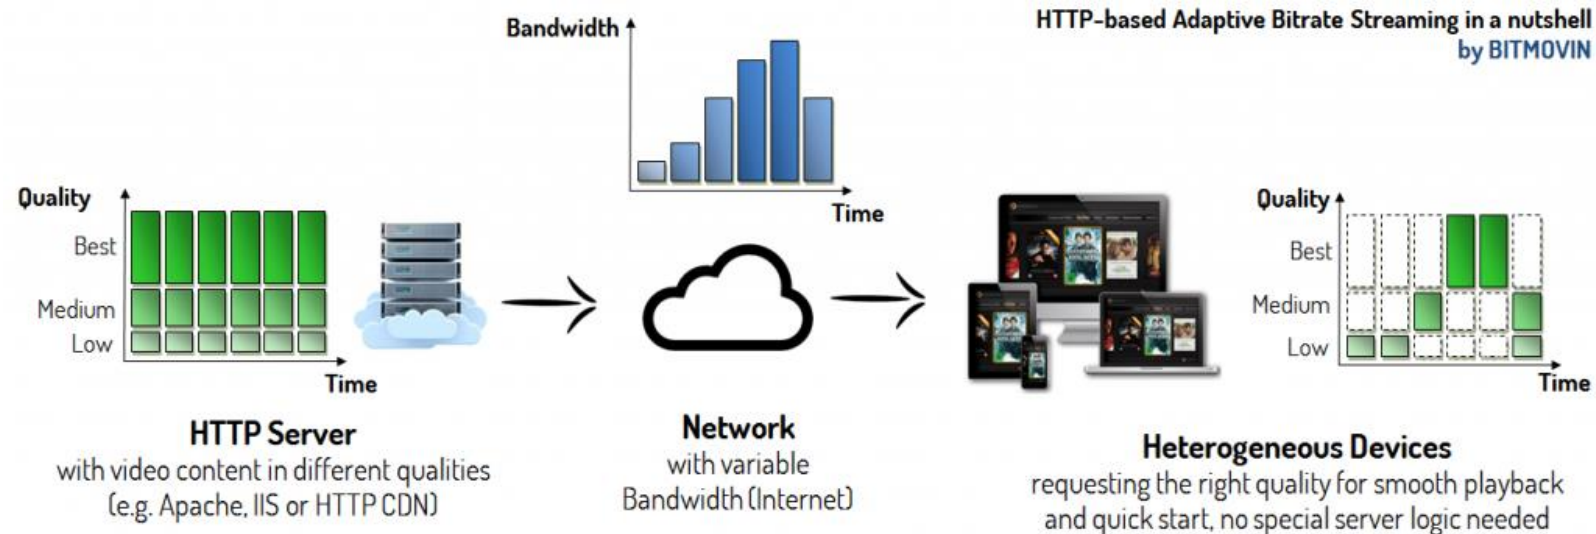 HTTP-based Adaptive Bitrate Streaming in a nutshell
by BITMOVIN
Bandwidth
Time
Quality
Best
Medium
Low
Time
Quality
Best
Medium
Low
Time
HTTP Server
with video content in different qualities
(e.g. Apache, IIS or HTTP CDN)
Network
with variable
Bandwidth (Internet)
Heterogeneous Devices
requesting the right quality for smooth playback
and quick start, no special server logic needed